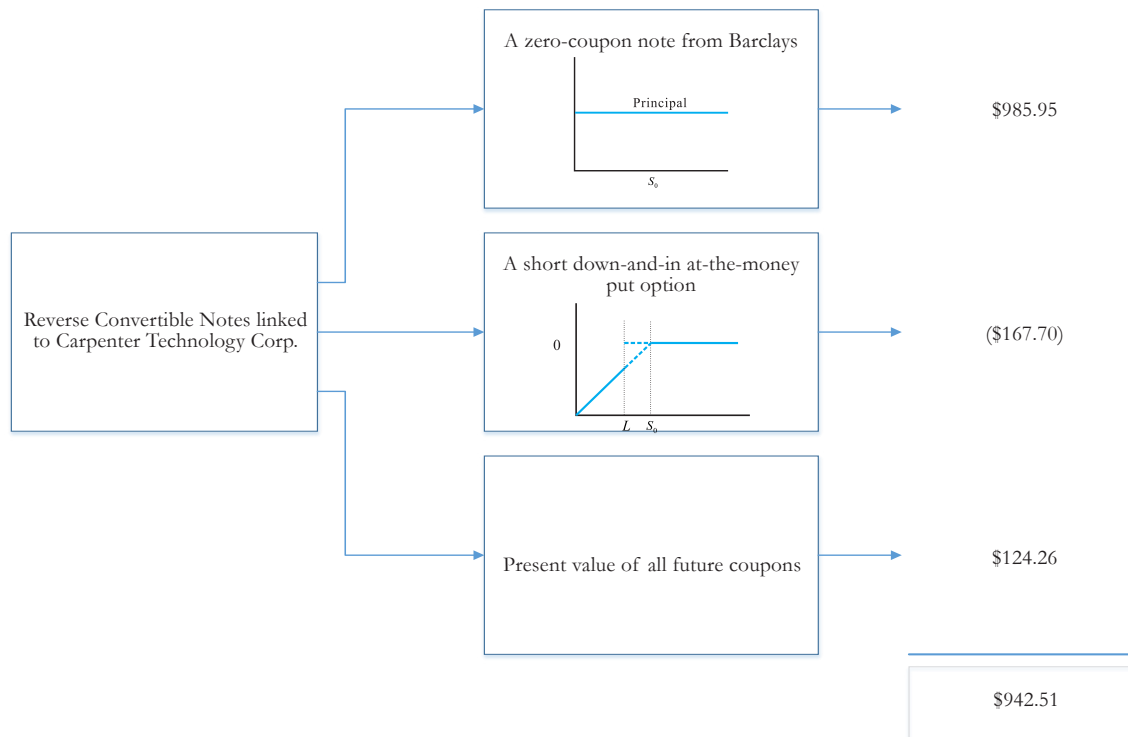 A zero-coupon note from Barclays
Principal
S₀
$985.95
Reverse Convertible Notes linked
to Carpenter Technology Corp.
A short down-and-in at-the-money
put option
0
L S₀
($167.70)
Present value of all future coupons
$124.26
$942.51